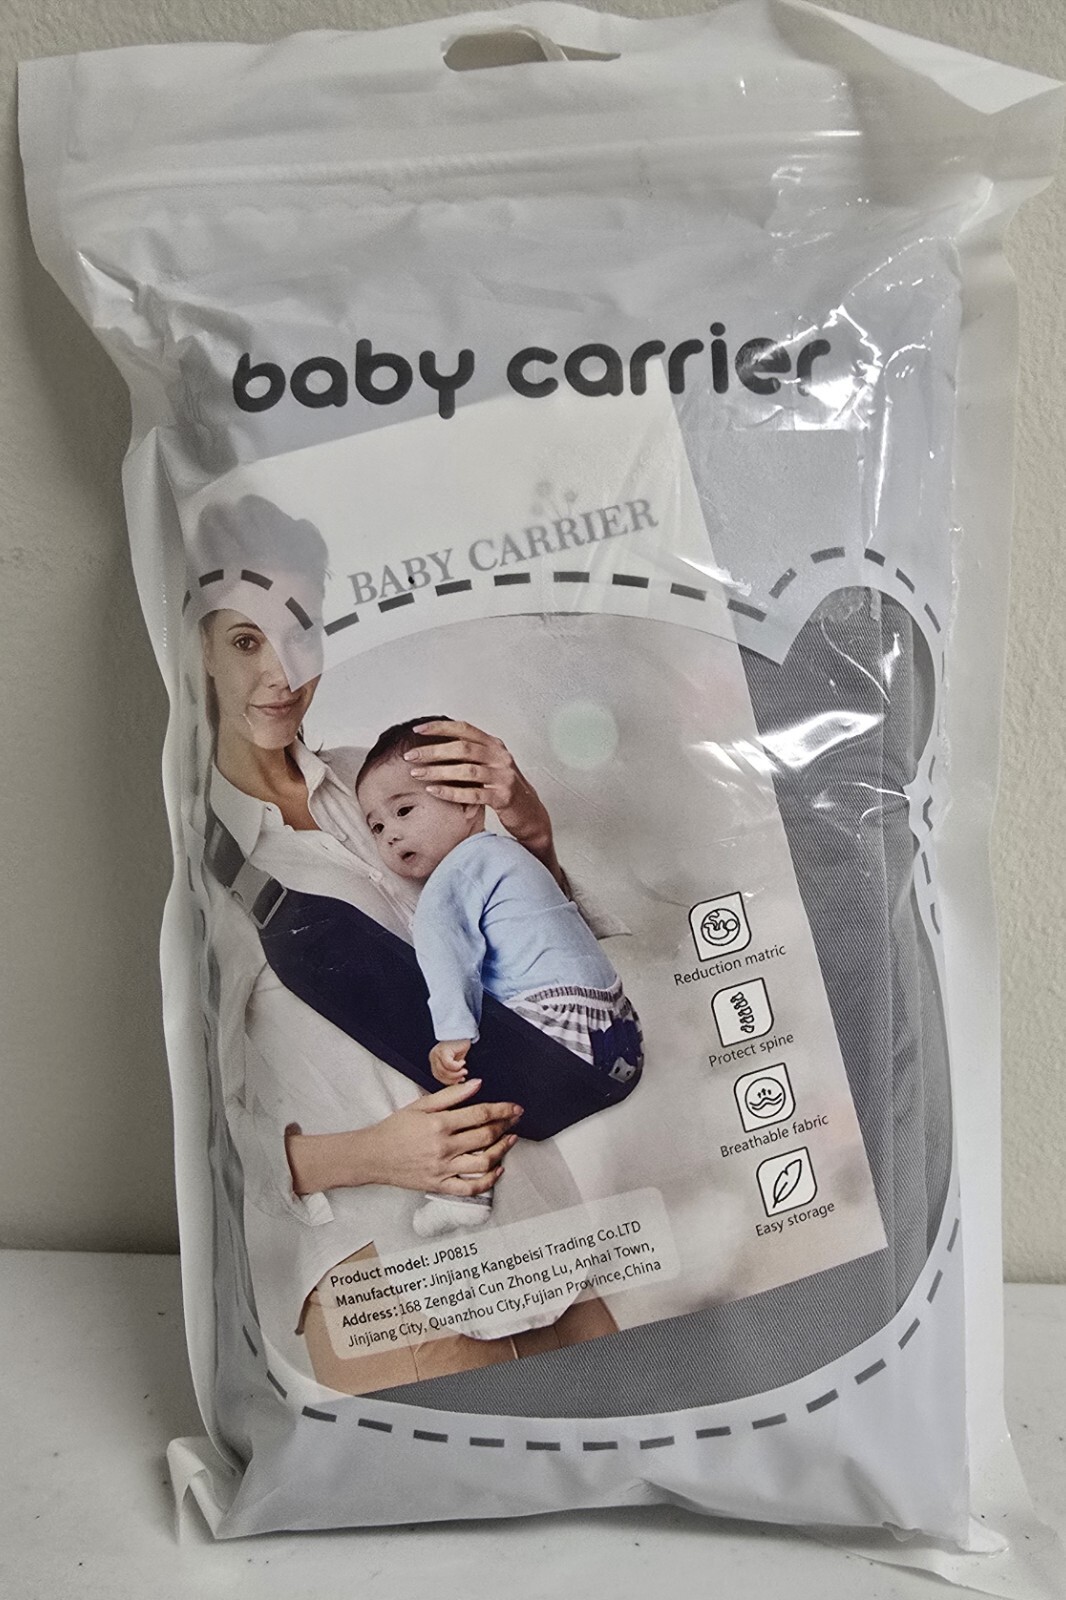 baby carrier
BABY CARRIER
Reduction matric
Protect spine
Breathable fabric
Easy storage
Product model: JP0815
Manufacturer: Jinjiang Kangbeisi Trading Co.LTD
Address:168 Zengdai Cun Zhong Lu, Anhai Town,
Jinjiang City, Quanzhou City,Fujian Province,China